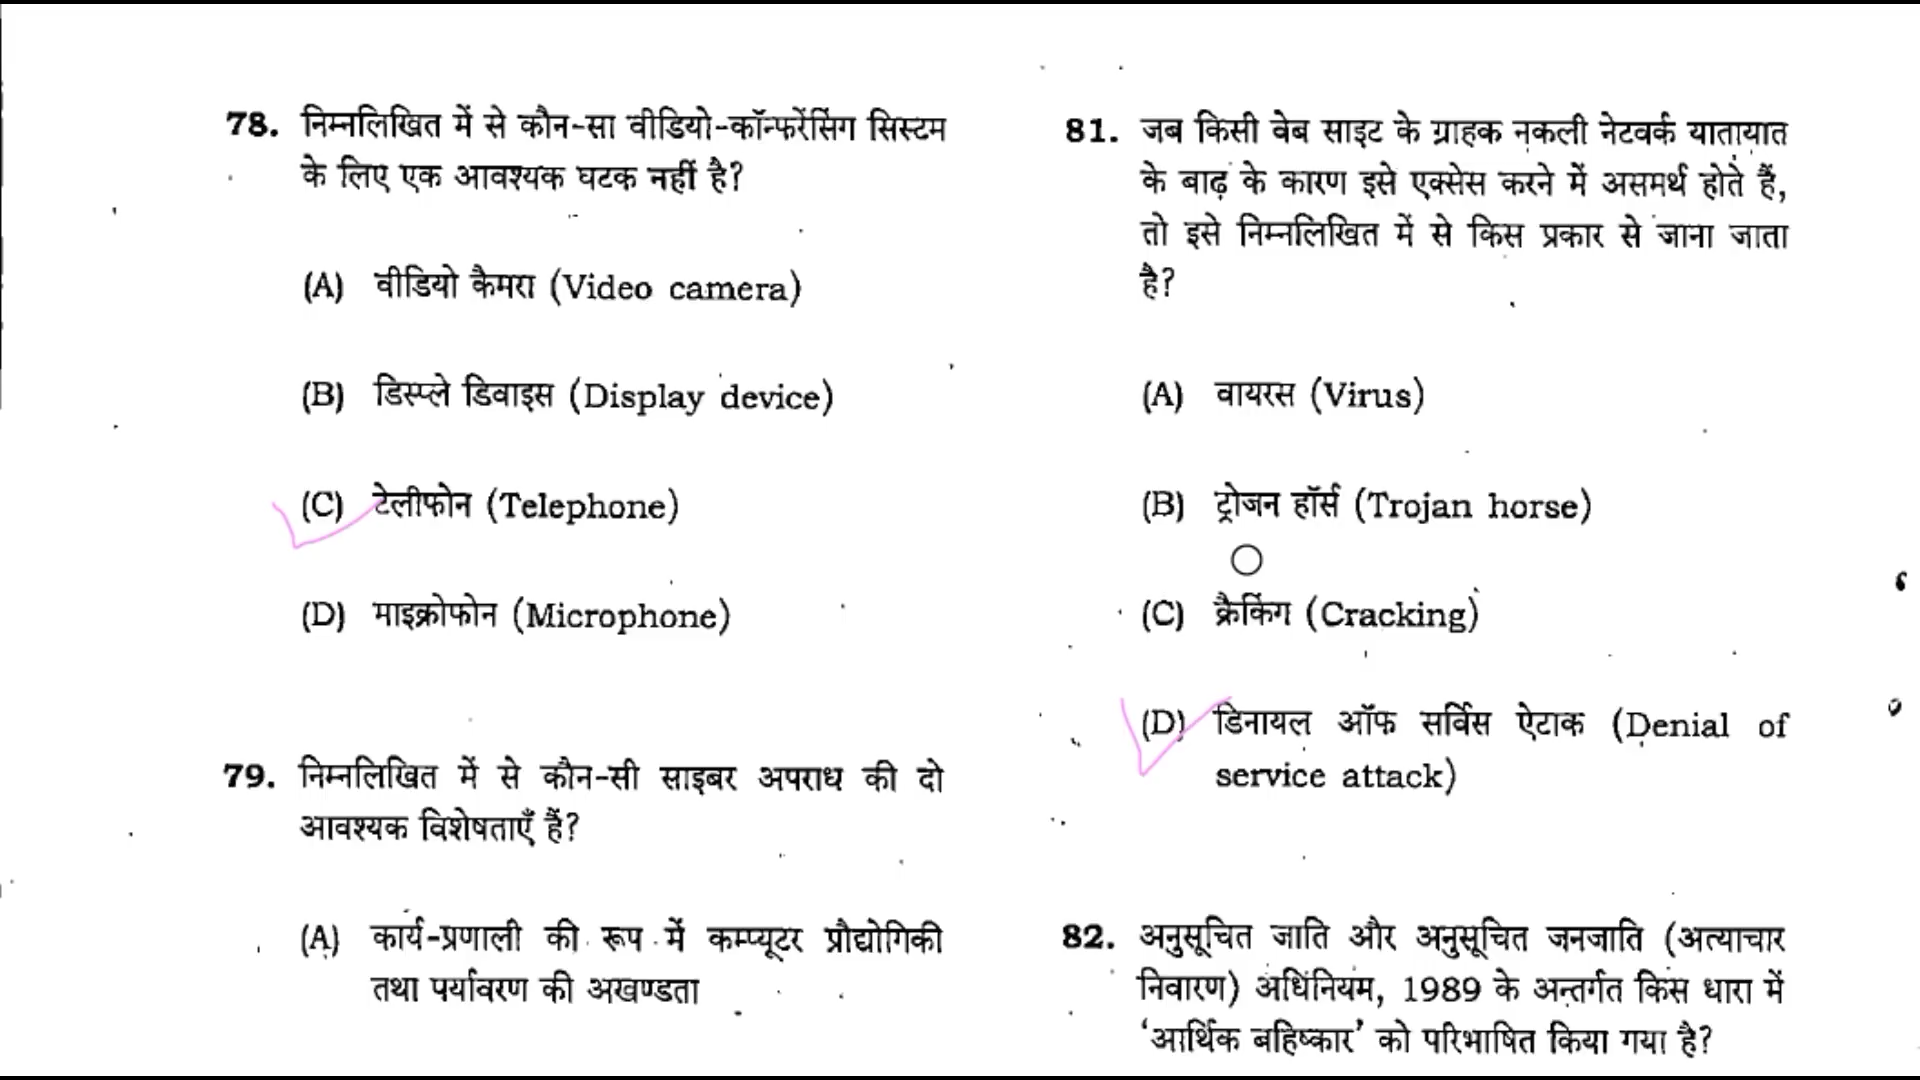 78. निम्नलिखित में से कौन-सा वीडियो-कॉन्फरेंसिंग सिस्टम
के लिए एक आवश्यक घटक नहीं है?
(A) वीडियो कैमरा (Video camera)
(B) डिस्प्ले डिवाइस (Display device)
(C) टेलीफोन (Telephone)
(D) माइक्रोफोन (Microphone)
79. निम्नलिखित में से कौन-सी साइबर अपराध की दो
आवश्यक विशेषताएँ हैं?
(A) कार्य-प्रणाली की रूप में कम्प्यूटर प्रौद्योगिकी
तथा पर्यावरण की अखण्डता
81. जब किसी वेब साइट के ग्राहक नकली नेटवर्क यातायात
के बाढ़ के कारण इसे एक्सेस करने में असमर्थ होते हैं,
तो इसे निम्नलिखित में से किस प्रकार से जाना जाता
है?
(A) वायरस (Virus)
(B) ट्रोजन हॉर्स (Trojan horse)
(C) क्रैकिंग (Cracking)
(D) डिनायल ऑफ सर्विस ऐटाक (Denial of
service attack)
82. अनुसूचित जाति और अनुसूचित जनजाति (अत्याचार
निवारण) अधिनियम, 1989 के अन्तर्गत किस धारा में
‘आर्थिक बहिष्कार’ को परिभाषित किया गया है?